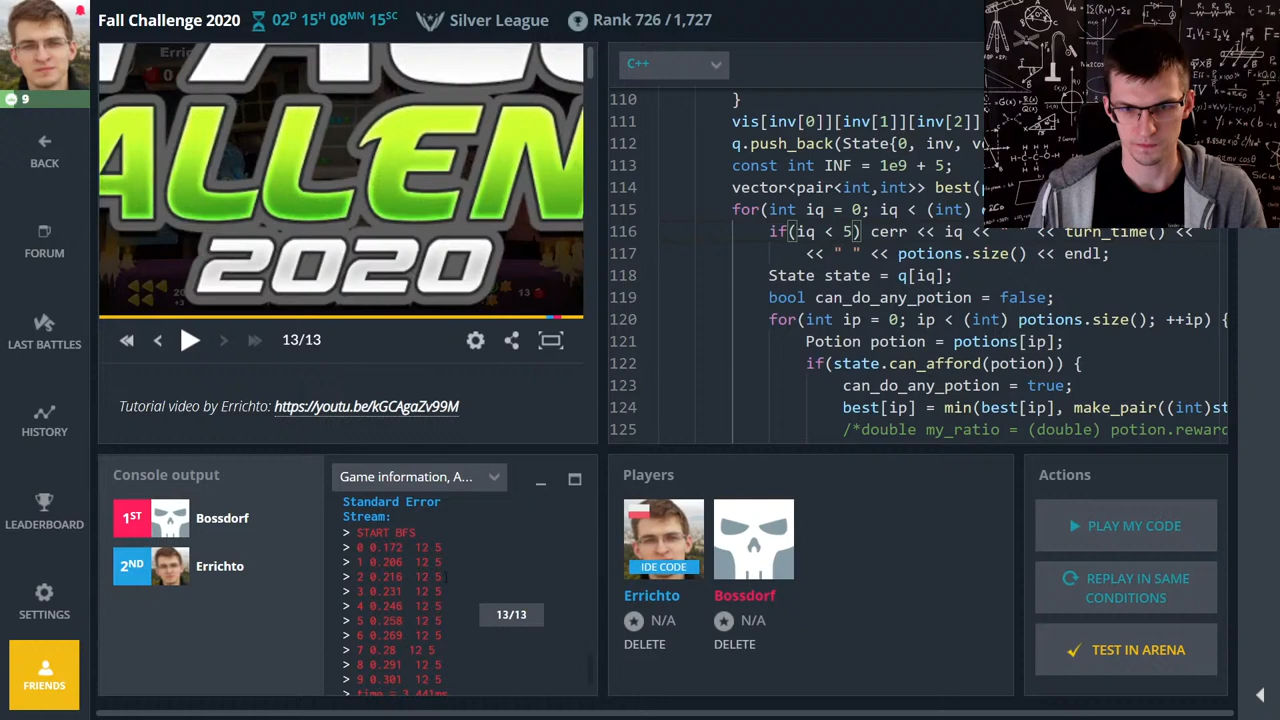 Fall Challenge 2020
02D 15H 08MN 15SC
Silver League
Rank 726 / 1,727
9
BACK
FORUM
LAST BATTLES
HISTORY
LEADERBOARD
SETTINGS
FRIENDS
ALLEN
2020
13/13
Tutorial video by Errichto: https://youtu.be/kGCAgaZv99M
C++
110 }
111 vis[inv[0]][inv[1]][inv[2]]
112 q.push_back(State{0, inv, v
113 const int INF = 1e9 + 5;
114 vector<pair<int,int>> best(
115 for(int iq = 0; iq < (int)
116 if(iq < 5) cerr << iq << " " << turn_time() <<
117 << " " << potions.size() << endl;
118 State state = q[iq];
119 bool can_do_any_potion = false;
120 for(int ip = 0; ip < (int) potions.size(); ++ip) {
121 Potion potion = potions[ip];
122 if(state.can_afford(potion)) {
123 can_do_any_potion = true;
124 best[ip] = min(best[ip], make_pair((int)st
125 /*double my_ratio = (double) potion.reward
Console output
1ST Bossdorf
2ND Errichto
Game information, A...
Standard Error
Stream:
> START BFS
> 0 0.172 12 5
> 1 0.206 12 5
> 2 0.216 12 5
> 3 0.231 12 5
> 4 0.246 12 5
> 5 0.258 12 5
> 6 0.269 12 5
> 7 0.28 12 5
> 8 0.291 12 5
> 9 0.301 12 5
> time = 3.441ms
13/13
Players
IDE CODE
Errichto
N/A
DELETE
Bossdorf
N/A
DELETE
Actions
PLAY MY CODE
REPLAY IN SAME
CONDITIONS
TEST IN ARENA